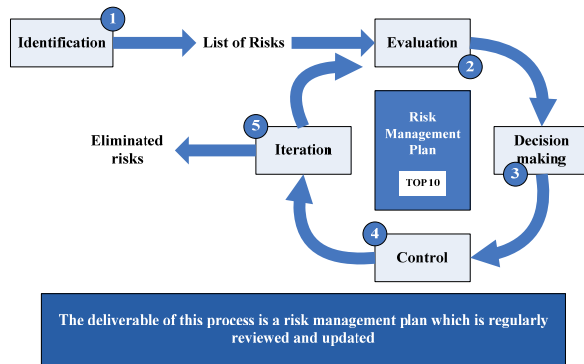 1
Identification
List of Risks
Evaluation
2
Risk
Management
Plan
TOP 10
Decision
making
3
5
Iteration
Eliminated
risks
4
Control
The deliverable of this process is a risk management plan which is regularly
reviewed and updated